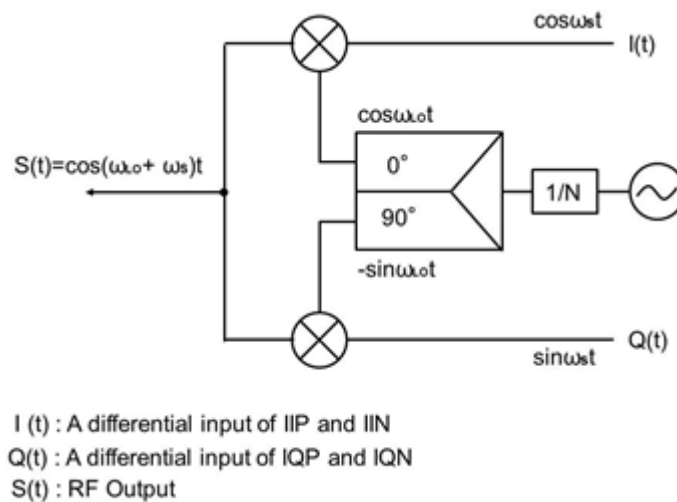 cosωst
I(t)
cosωLOt
S(t)=cos(ωLO+ ωs)t
0°
1/N
90°
-sinωLOt
Q(t)
sinωst
I (t) : A differential input of IIP and IIN
Q(t) : A differential input of IQP and IQN
S(t) : RF Output